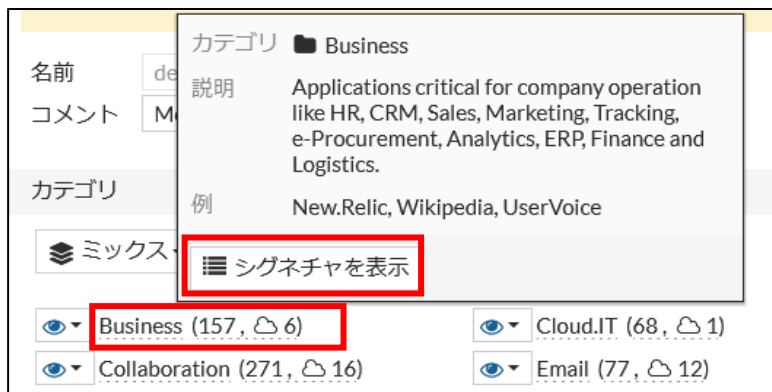 カテゴリ Business
名前 de
説明 Applications critical for company operation
like HR, CRM, Sales, Marketing, Tracking,
e-Procurement, Analytics, ERP, Finance and
Logistics.
コメント
カテゴリ
例 New.Relic, Wikipedia, UserVoice
ミックス
シグネチャを表示
Business (157, 6)
Cloud.IT (68, 1)
Collaboration (271, 16)
Email (77, 12)